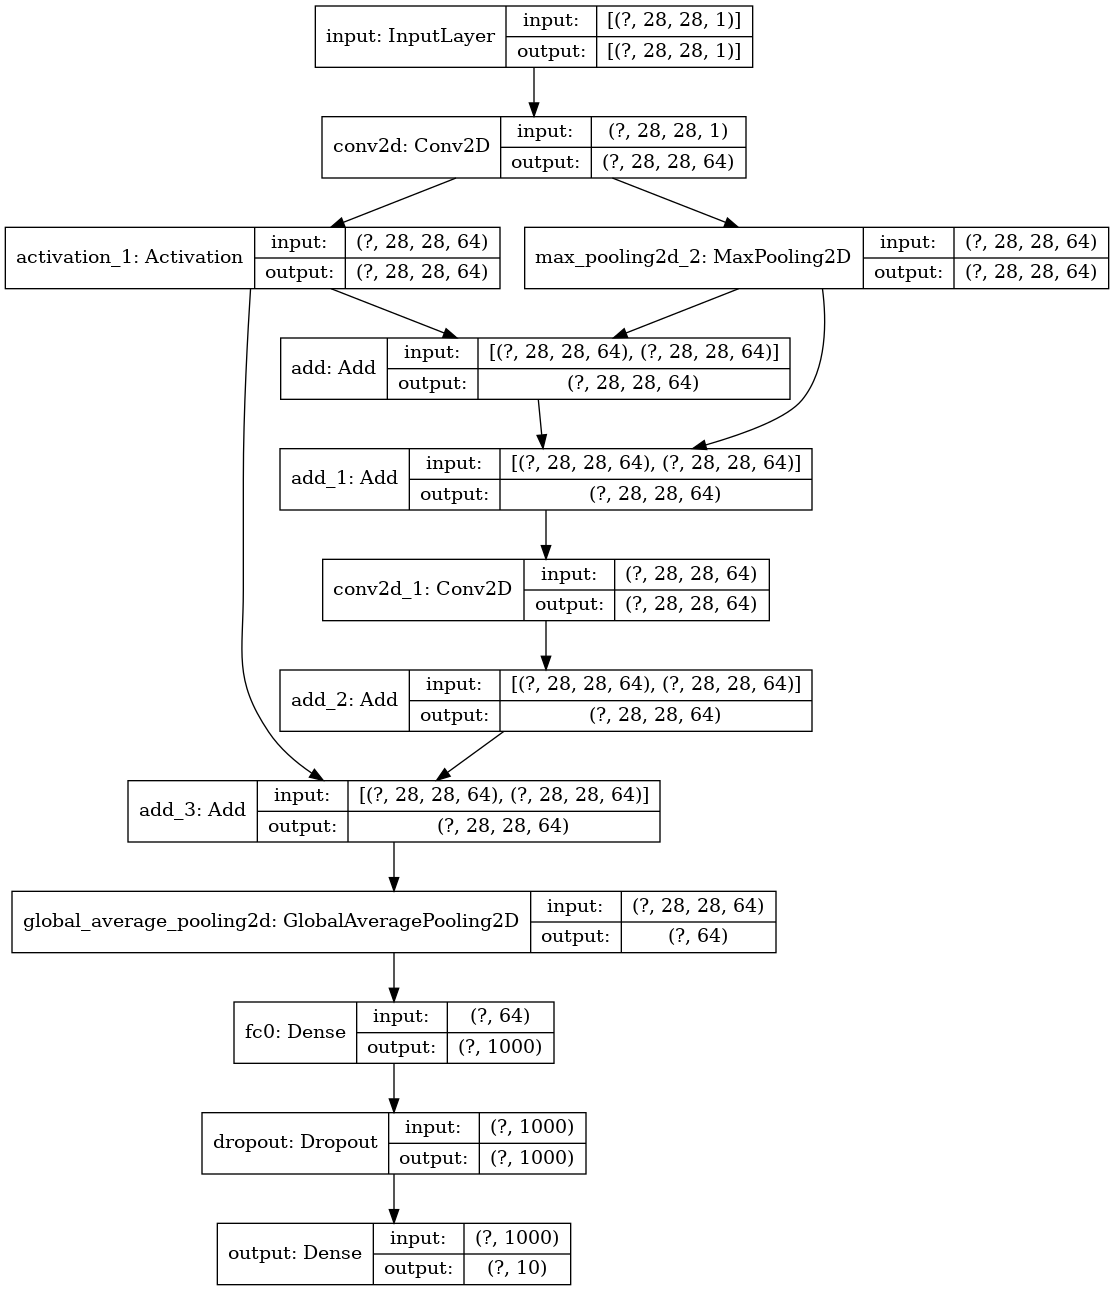 input: InputLayer
input:
[(?, 28, 28, 1)]
output:
[(?, 28, 28, 1)]
conv2d: Conv2D
input:
(?, 28, 28, 1)
output:
(?, 28, 28, 64)
activation_1: Activation
input:
(?, 28, 28, 64)
output:
(?, 28, 28, 64)
max_pooling2d_2: MaxPooling2D
input:
(?, 28, 28, 64)
output:
(?, 28, 28, 64)
add: Add
input:
[(?, 28, 28, 64), (?, 28, 28, 64)]
output:
(?, 28, 28, 64)
add_1: Add
input:
[(?, 28, 28, 64), (?, 28, 28, 64)]
output:
(?, 28, 28, 64)
conv2d_1: Conv2D
input:
(?, 28, 28, 64)
output:
(?, 28, 28, 64)
add_2: Add
input:
[(?, 28, 28, 64), (?, 28, 28, 64)]
output:
(?, 28, 28, 64)
add_3: Add
input:
[(?, 28, 28, 64), (?, 28, 28, 64)]
output:
(?, 28, 28, 64)
global_average_pooling2d: GlobalAveragePooling2D
input:
(?, 28, 28, 64)
output:
(?, 64)
fc0: Dense
input:
(?, 64)
output:
(?, 1000)
dropout: Dropout
input:
(?, 1000)
output:
(?, 1000)
output: Dense
input:
(?, 1000)
output:
(?, 10)